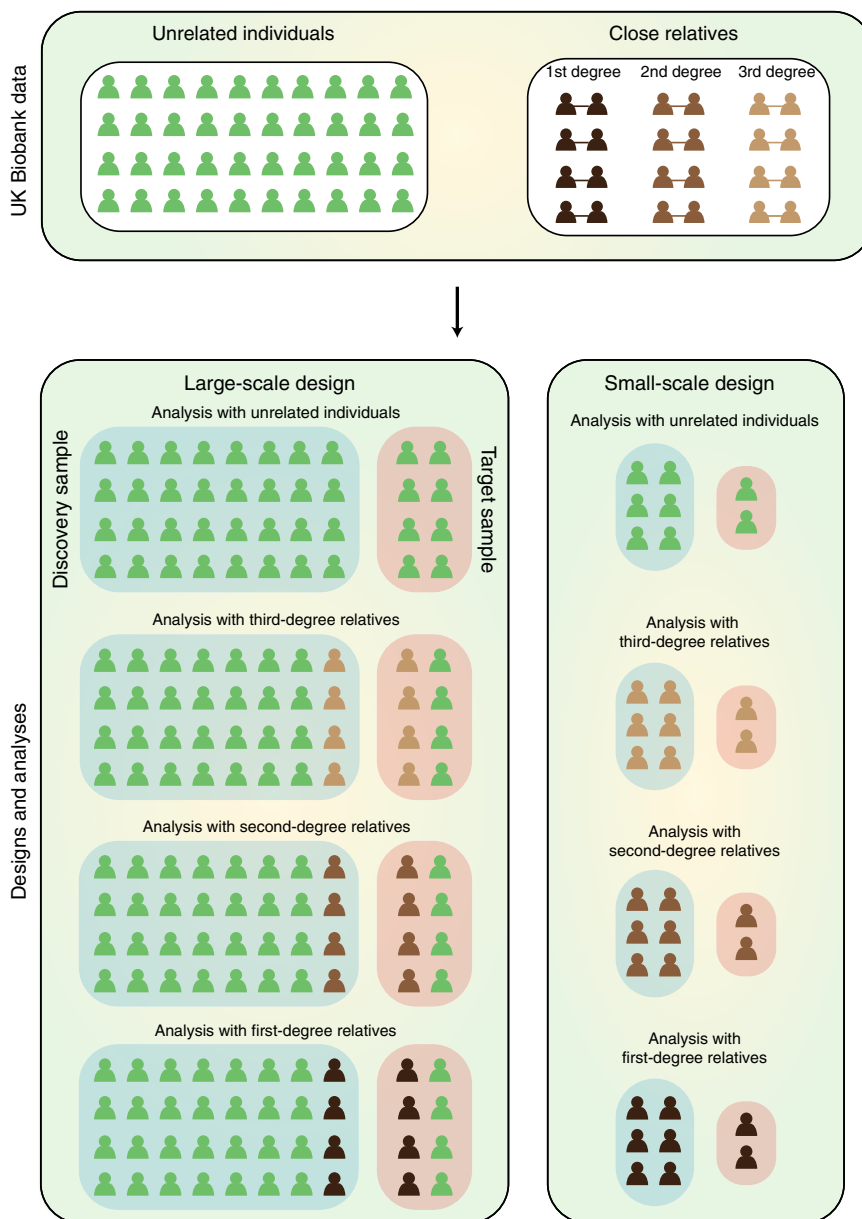 UK Biobank data
Unrelated individuals
Close relatives
1st degree
2nd degree
3rd degree
Designs and analyses
Large-scale design
Analysis with unrelated individuals
Discovery sample
Target sample
Analysis with third-degree relatives
Analysis with second-degree relatives
Analysis with first-degree relatives
Small-scale design
Analysis with unrelated individuals
Analysis with
third-degree relatives
Analysis with
second-degree relatives
Analysis with
first-degree relatives